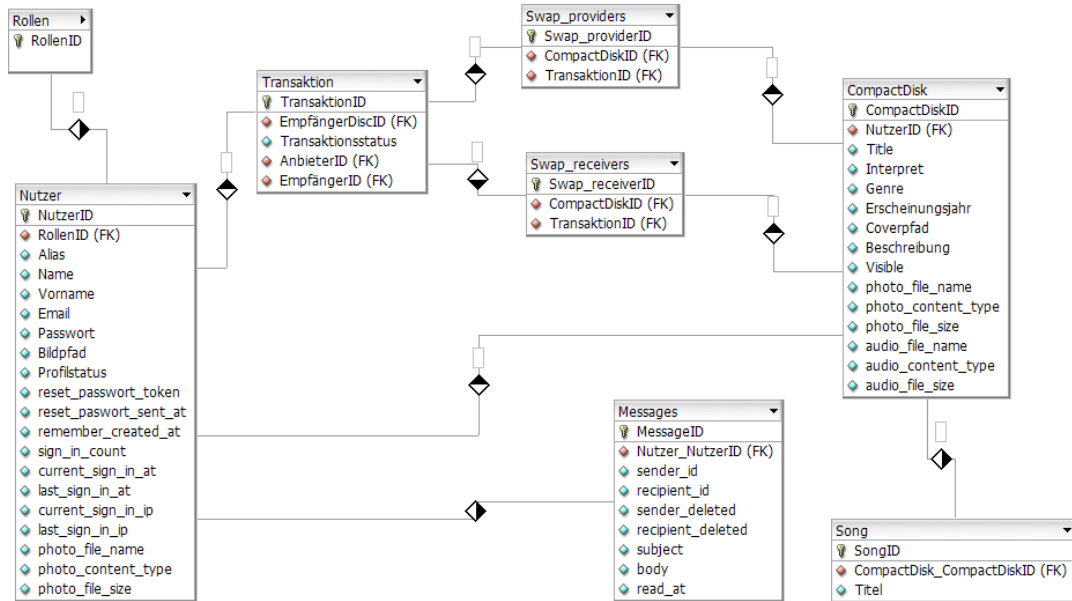 Rollen
RollenID
Swap_providers
Swap_providerID
CompactDiskID (FK)
TransaktionID (FK)
Transaktion
TransaktionID
EmpfängerDiscID (FK)
Transaktionsstatus
AnbieterID (FK)
EmpfängerID (FK)
Swap_receivers
Swap_receiverID
CompactDiskID (FK)
TransaktionID (FK)
CompactDisk
CompactDiskID
NutzerID (FK)
Title
Interpret
Genre
Erscheinungsjahr
Coverpfad
Beschreibung
Visible
photo_file_name
photo_content_type
photo_file_size
audio_file_name
audio_content_type
audio_file_size
Nutzer
NutzerID
RollenID (FK)
Alias
Name
Vorname
Email
Passwort
Bildpfad
Profilstatus
reset_passwort_token
reset_paswort_sent_at
remember_created_at
sign_in_count
current_sign_in_at
last_sign_in_at
current_sign_in_ip
last_sign_in_ip
photo_file_name
photo_content_type
photo_file_size
Messages
MessageID
Nutzer_NutzerID (FK)
sender_id
recipient_id
sender_deleted
recipient_deleted
subject
body
read_at
Song
SongID
CompactDisk_CompactDiskID (FK)
Titel